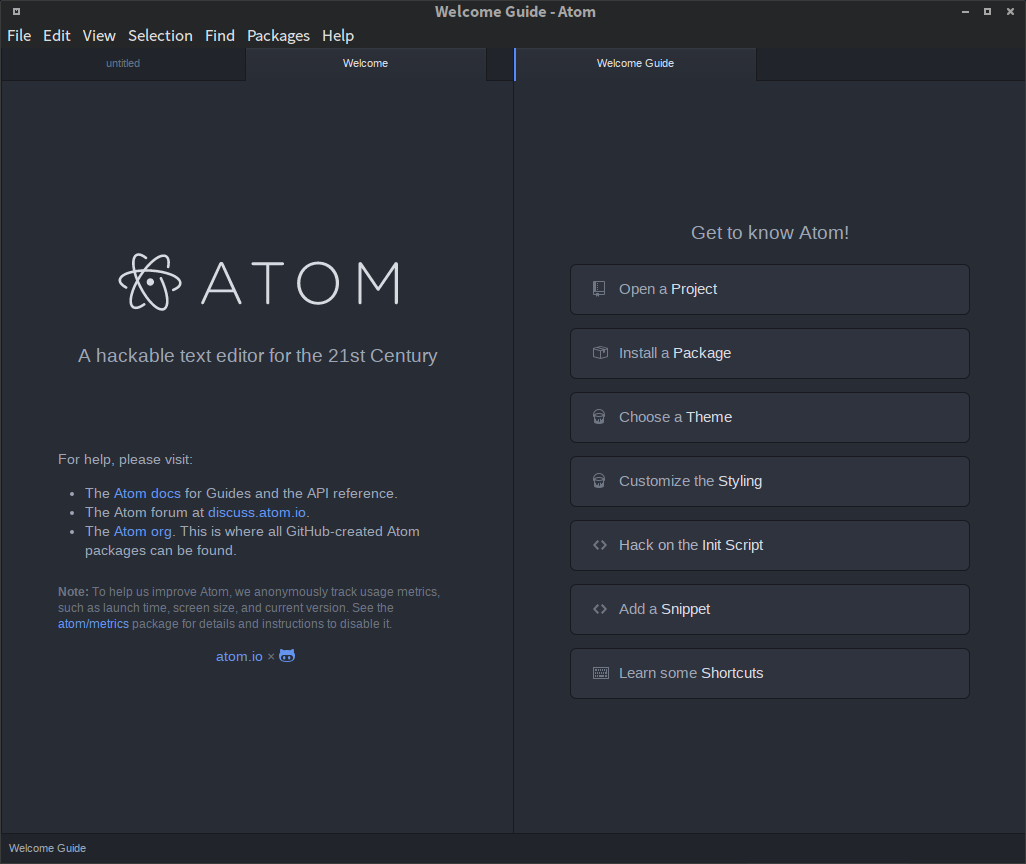 Welcome Guide - Atom
File Edit View Selection Find Packages Help
untitled
Welcome
Welcome Guide
ATOM
A hackable text editor for the 21st Century
For help, please visit:
• The Atom docs for Guides and the API reference.
• The Atom forum at discuss.atom.io.
• The Atom org. This is where all GitHub-created Atom
packages can be found.
Note: To help us improve Atom, we anonymously track usage metrics,
such as launch time, screen size, and current version. See the
atom/metrics package for details and instructions to disable it.
atom.io ×
Get to know Atom!
Open a Project
Install a Package
Choose a Theme
Customize the Styling
Hack on the Init Script
Add a Snippet
Learn some Shortcuts
Welcome Guide